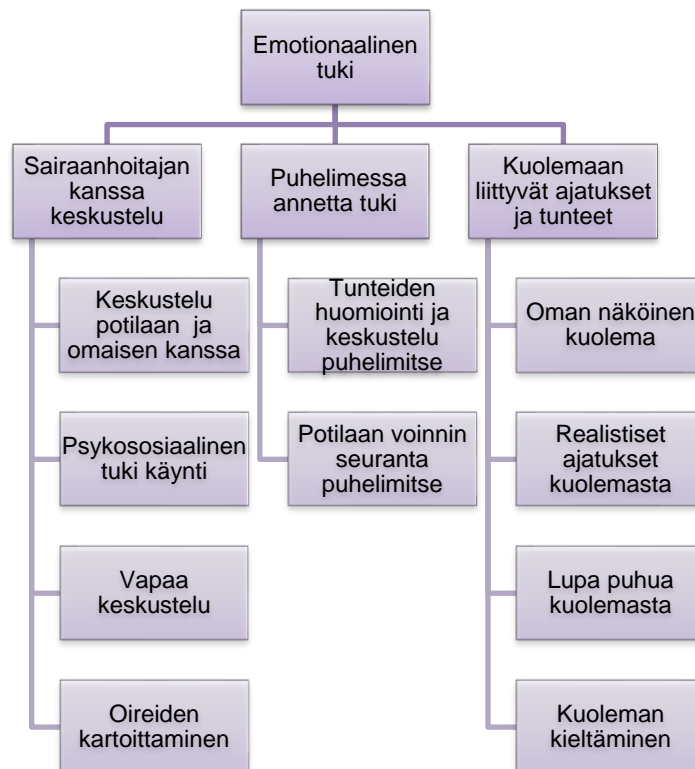 Emotionaalinen
tuki
Sairaanhoitajan
kanssa
keskustelu
Keskustelu
potilaan ja
omaisen kanssa
Psykososiaalinen
tuki käynti
Vapaa
keskustelu
Oireiden
kartoittaminen
Puhelimessa
annetta tuki
Tunteiden
huomiointi ja
keskustelu
puhelimitse
Potilaan voinnin
seuranta
puhelimitse
Kuolemaan
liittyvät ajatukset
ja tunteet
Oman näköinen
kuolema
Realistiset
ajatukset
kuolemasta
Lupa puhua
kuolemasta
Kuoleman
kieltäminen